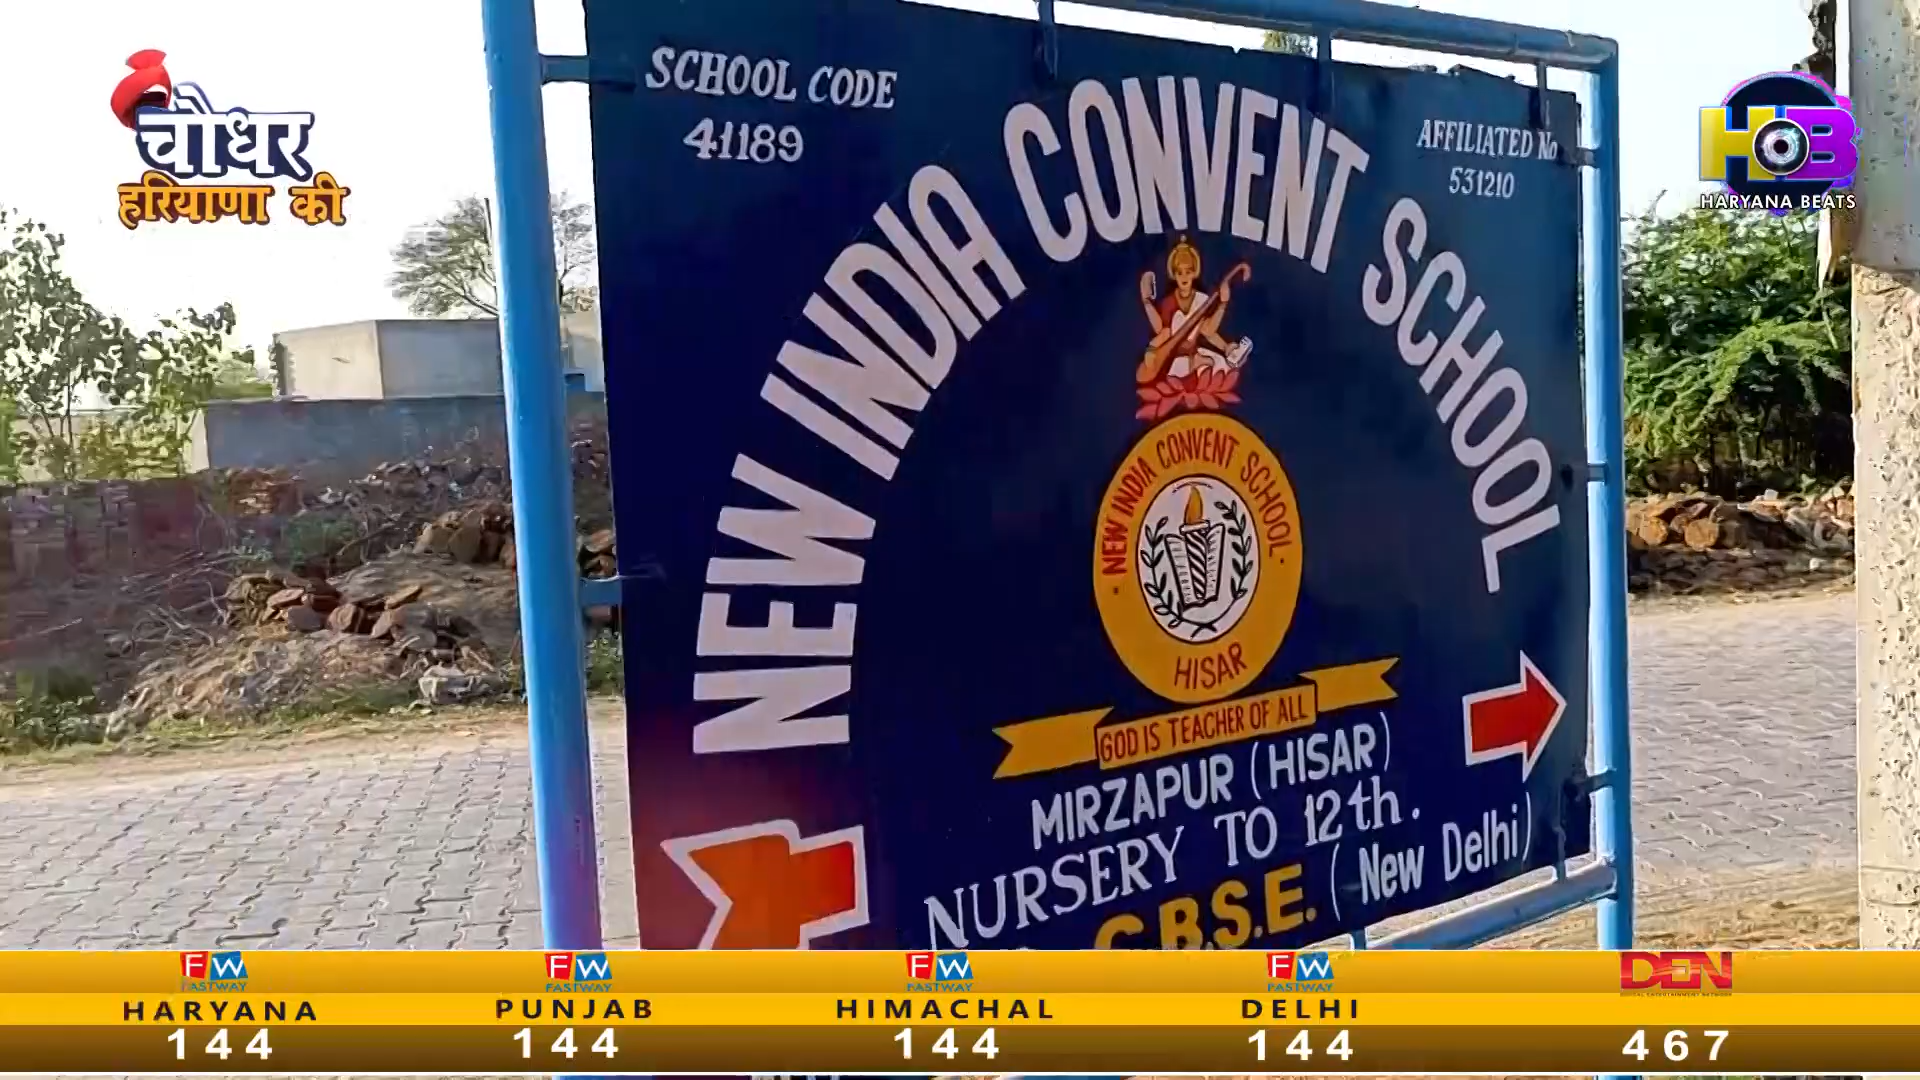 चौधर
हरियाणा की
HB
HARYANA BEATS
SCHOOL CODE
41189
AFFILIATED No
531210
NEW INDIA CONVENT SCHOOL
NEW INDIA CONVENT SCHOOL
HISAR
GOD IS TEACHER OF ALL
MIRZAPUR (HISAR)
NURSERY TO 12th.
C.B.S.E. (New Delhi)
FW FASTWAY
HARYANA
144
FW FASTWAY
PUNJAB
144
FW FASTWAY
HIMACHAL
144
FW FASTWAY
DELHI
144
DEN
467